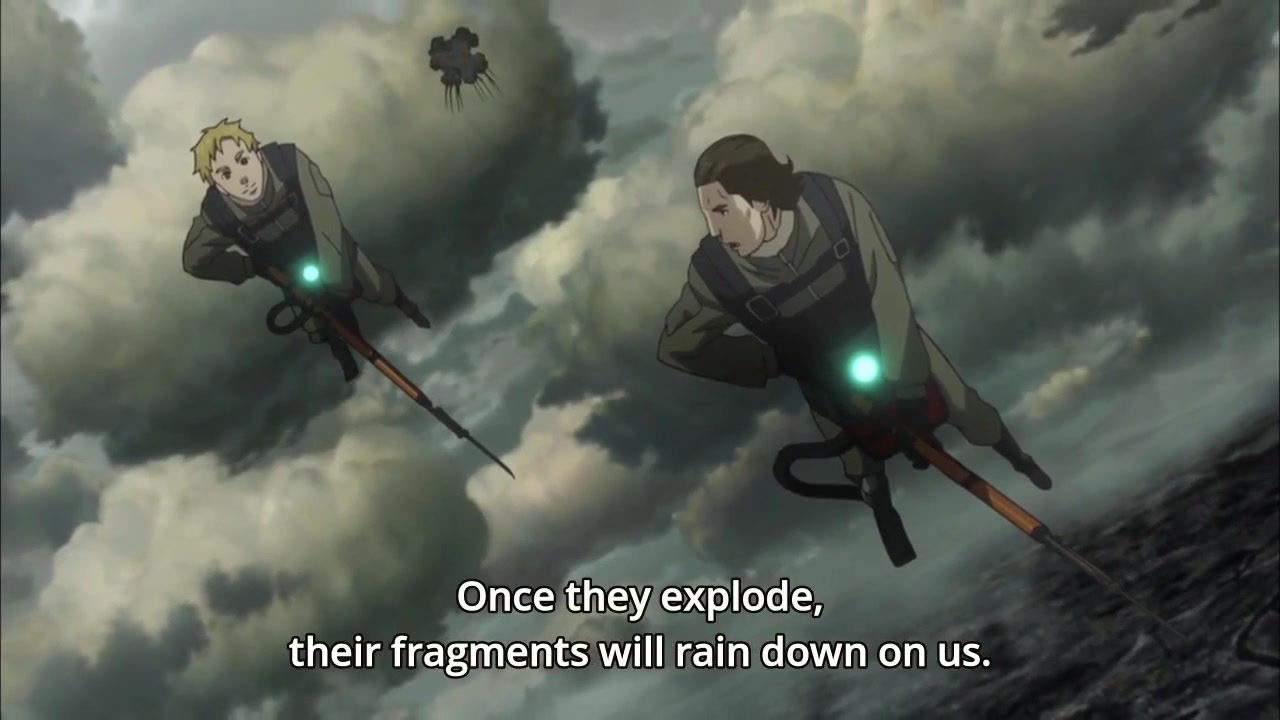 Once they explode,
their fragments will rain down on us.